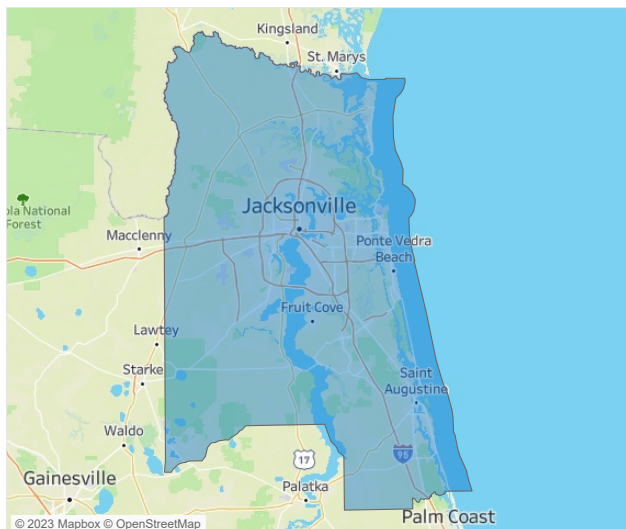 Kingsland
St. Marys
ola National
Forest
Jacksonville
Macclenny
Ponte Vedra
Beach
Fruit Cove
Lawtey
Starke
Saint
Augustine
Waldo
95
17
Gainesville
Palatka
Palm Coast
© 2023 Mapbox © OpenStreetMap